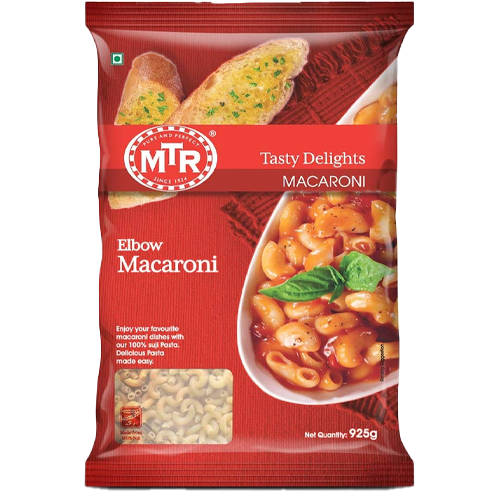 PURE AND PERFECT
MTR
®
SINCE 1924
Tasty Delights
MACARONI
Elbow
Macaroni
Enjoy your favourite
macaroni dishes with
our 100% suji Pasta.
Delicious Pasta
made easy.
Net Quantity: 925g